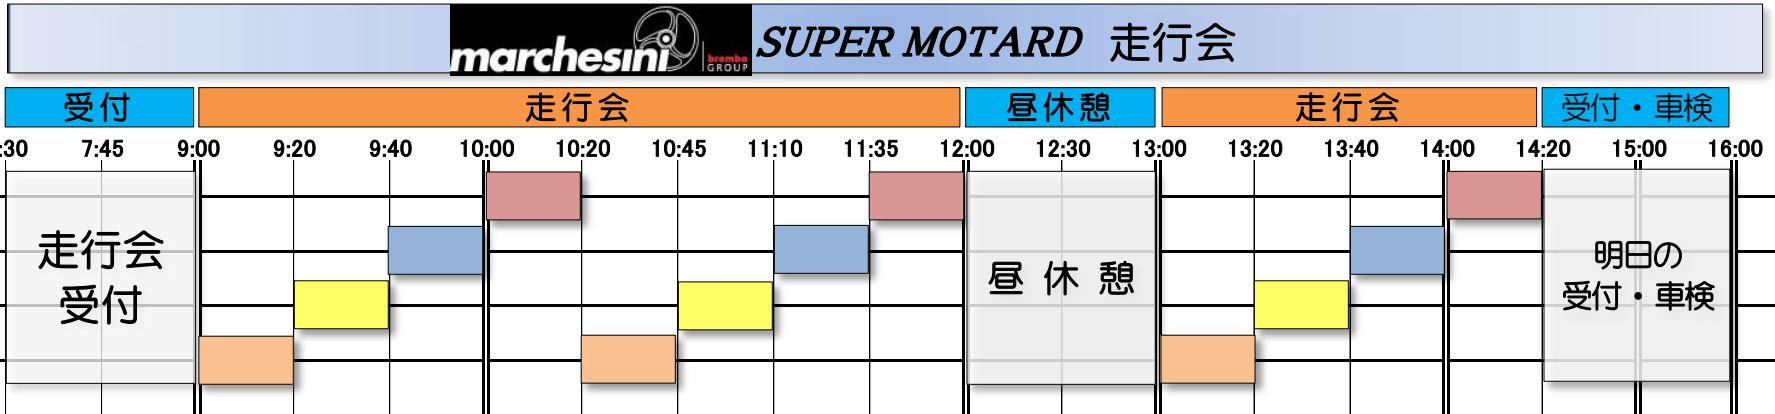 marchesini brembo GROUP SUPER MOTARD 走行会
受付 走行会 昼休憩 走行会 受付・車検
:30 7:45 9:00 9:20 9:40 10:00 10:20 10:45 11:10 11:35 12:00 12:30 13:00 13:20 13:40 14:00 14:20 15:00 16:00
走行会
受付
昼 休 憩
明日の
受付・車検